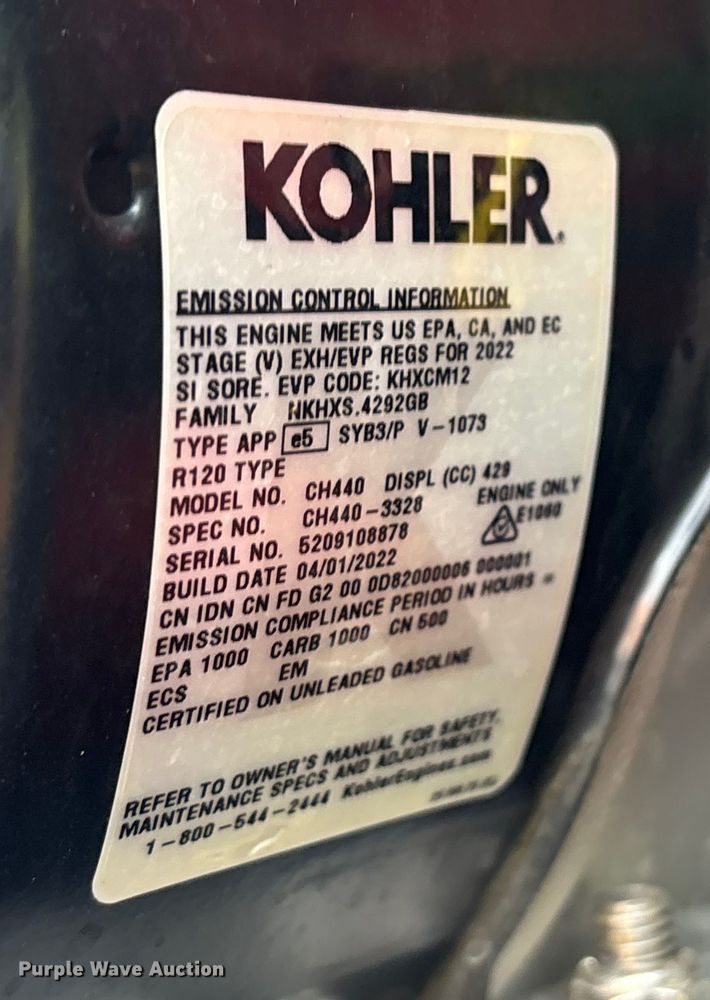 KOHLER.
EMISSION CONTROL INFORMATION
THIS ENGINE MEETS US EPA, CA, AND EC
STAGE (V) EXH/EVP REGS FOR 2022
SI SORE. EVP CODE: KHXCM12
FAMILY NKHXS.4292GB
TYPE APP e5 SYB3/P V-1073
R120 TYPE
MODEL NO. CH440 DISPL (CC) 429
SPEC NO. CH440-3328 ENGINE ONLY
SERIAL NO. 5209108878 E1060
BUILD DATE 04/01/2022
CN IDN CN FD G2 00 0D82000006 000001
EMISSION COMPLIANCE PERIOD IN HOURS =
EPA 1000 CARB 1000 CN 500
ECS EM
CERTIFIED ON UNLEADED GASOLINE
REFER TO OWNER'S MANUAL FOR SAFETY,
MAINTENANCE SPECS AND ADJUSTMENTS
1-800-544-2444 KohlerEngines.com
Purple Wave Auction